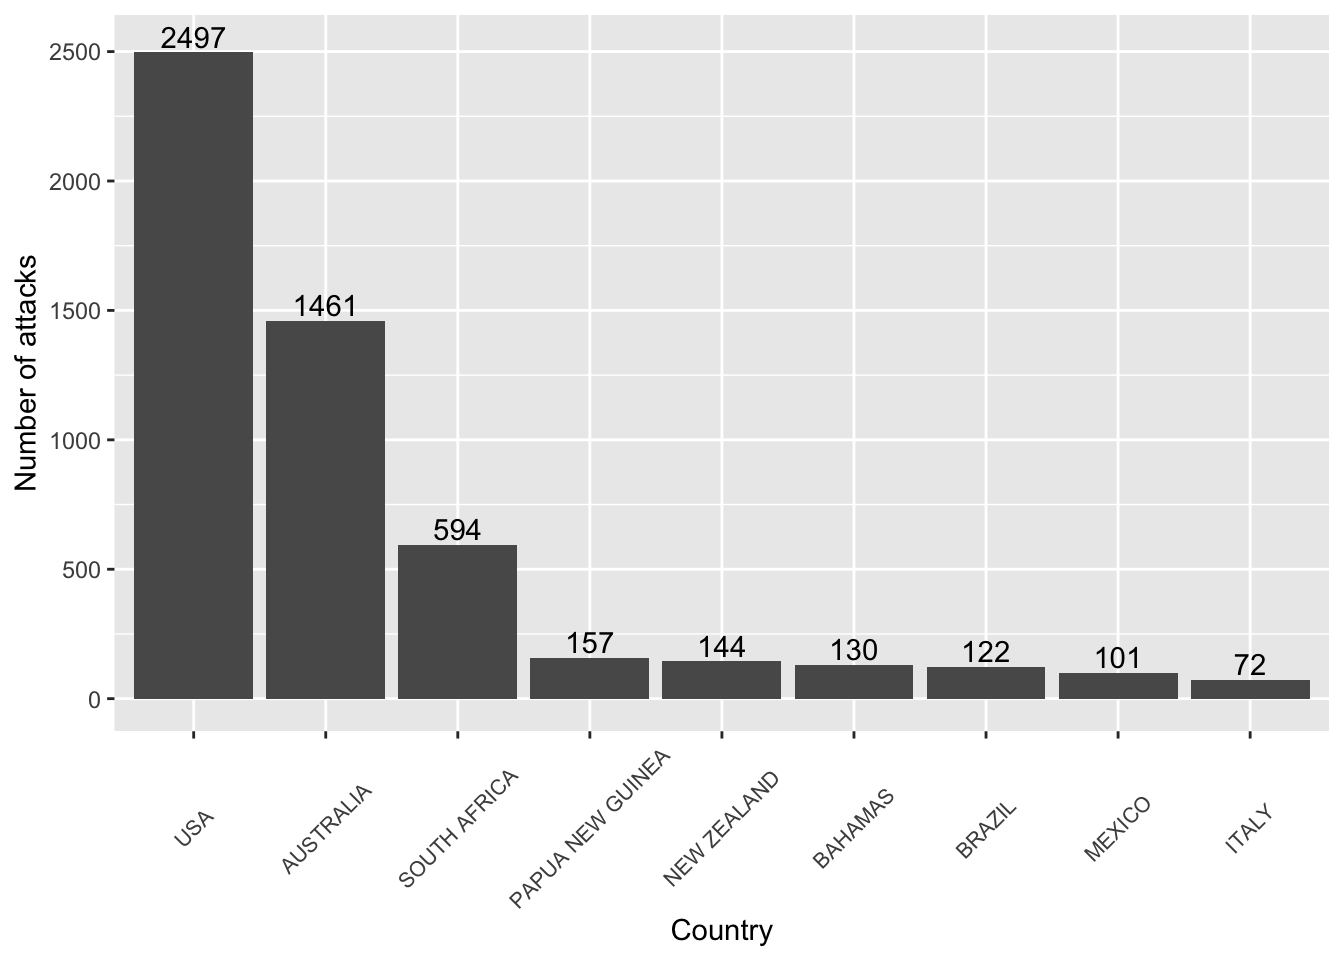 2497
2500
2000
1461
1500
Number of attacks
1000
594
500
157
144
130
122
101
72
0
USA
AUSTRALIA
SOUTH AFRICA
PAPUA NEW GUINEA
NEW ZEALAND
BAHAMAS
BRAZIL
MEXICO
ITALY
Country